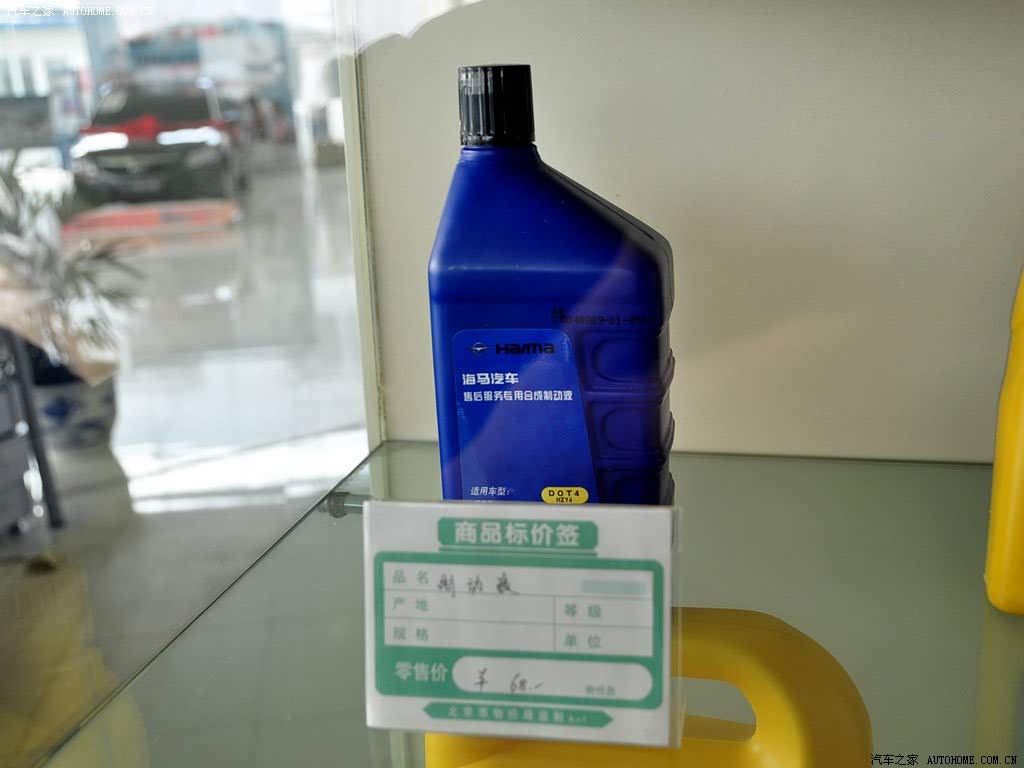 汽车之家 AUTOHOME.COM.CN
HAIMA
海马汽车
售后服务专用合成制动液
适用车型:
DOT4
HZY4
商品标价签
品名 制动液
产地 等级
规格 单位
零售价 ¥ 68.-
汽车之家 AUTOHOME.COM.CN